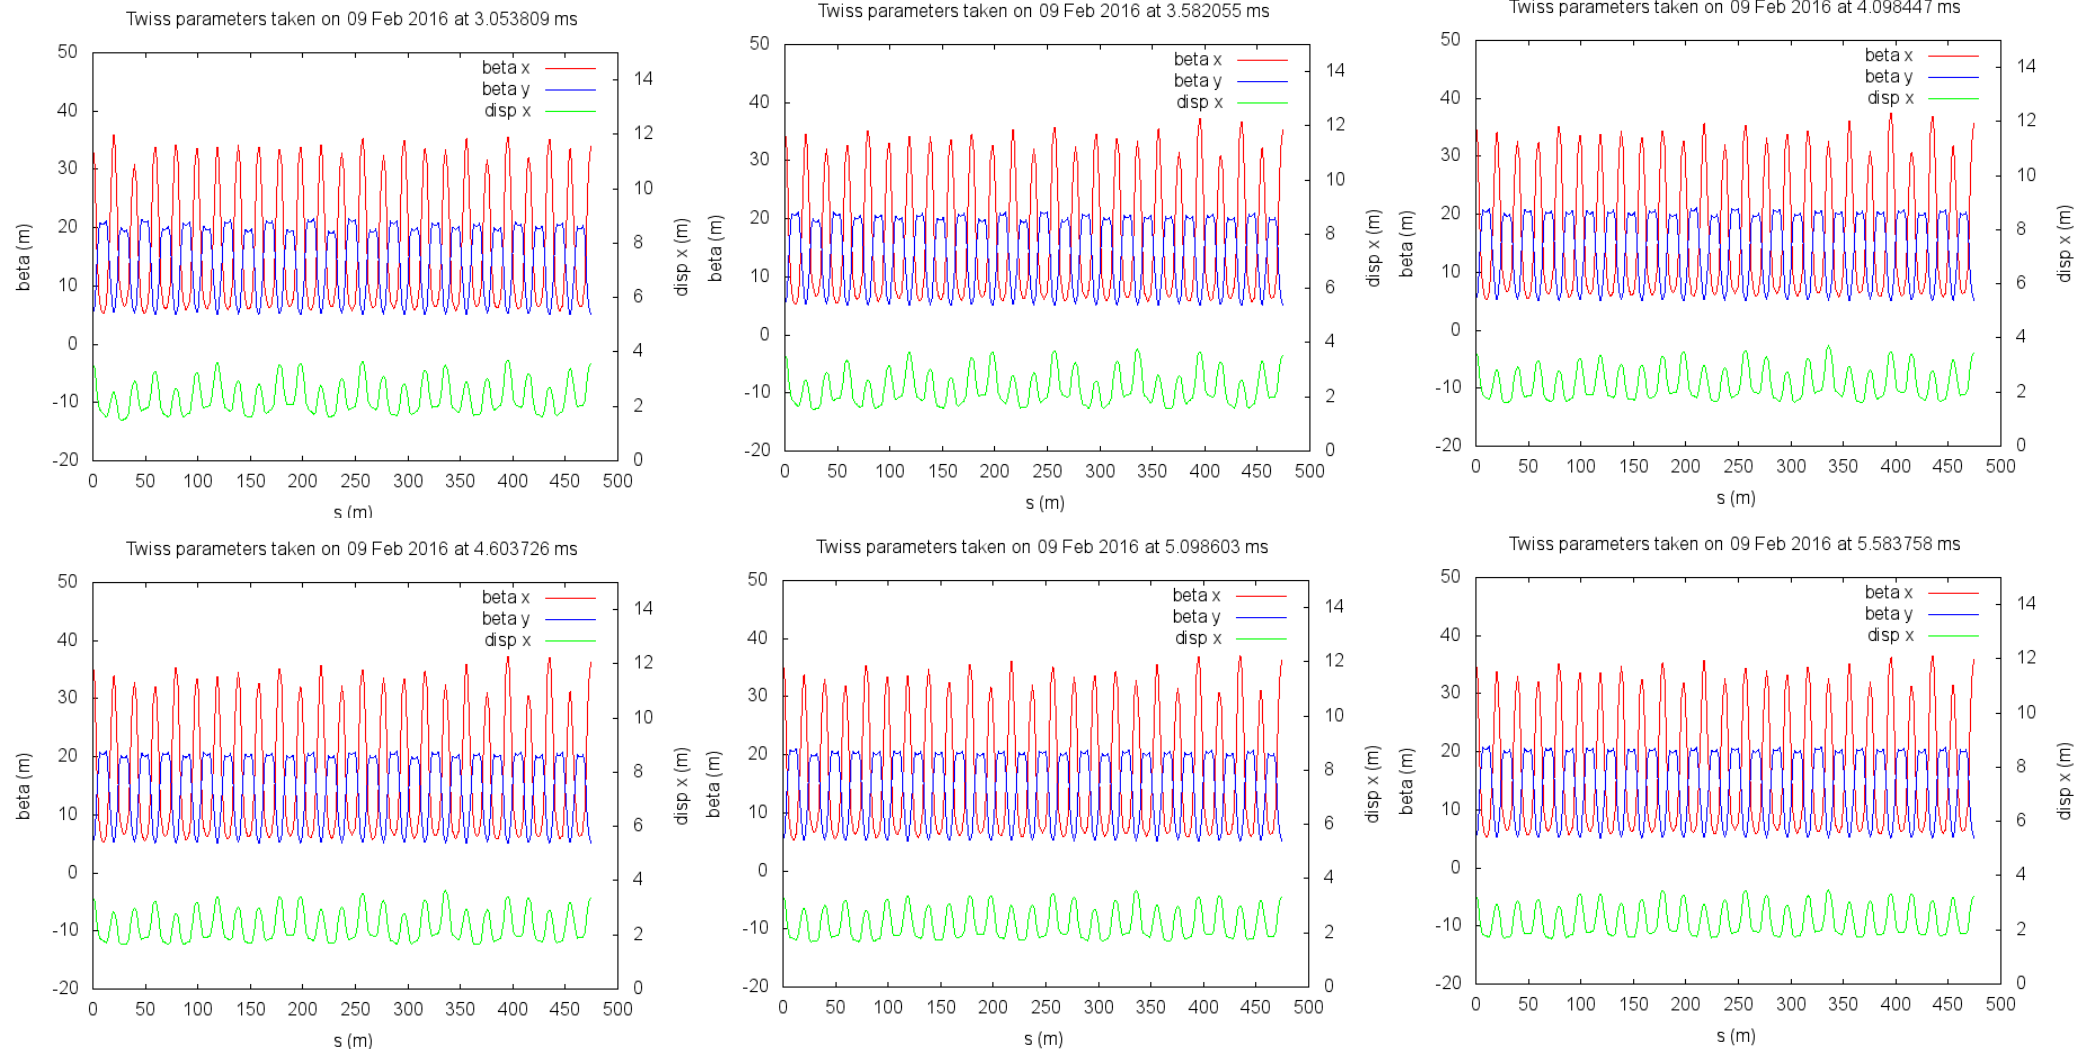 Twiss parameters taken on 09 Feb 2016 at 3.053809 ms
50
40
30
20
10
0
-10
-20
beta (m)
beta x
beta y
disp x
14
12
10
8
6
4
2
0
disp x (m)
0 50 100 150 200 250 300 350 400 450 500
s (m)
Twiss parameters taken on 09 Feb 2016 at 3.582055 ms
50
40
30
20
10
0
-10
-20
beta (m)
beta x
beta y
disp x
14
12
10
8
6
4
2
0
disp x (m)
0 50 100 150 200 250 300 350 400 450 500
s (m)
Twiss parameters taken on 09 Feb 2016 at 4.098447 ms
50
40
30
20
10
0
-10
-20
beta (m)
beta x
beta y
disp x
14
12
10
8
6
4
2
0
disp x (m)
0 50 100 150 200 250 300 350 400 450 500
s (m)
Twiss parameters taken on 09 Feb 2016 at 4.603726 ms
50
40
30
20
10
0
-10
-20
beta (m)
beta x
beta y
disp x
14
12
10
8
6
4
2
0
disp x (m)
0 50 100 150 200 250 300 350 400 450 500
s (m)
Twiss parameters taken on 09 Feb 2016 at 5.098603 ms
50
40
30
20
10
0
-10
-20
beta (m)
beta x
beta y
disp x
14
12
10
8
6
4
2
0
disp x (m)
0 50 100 150 200 250 300 350 400 450 500
s (m)
Twiss parameters taken on 09 Feb 2016 at 5.583758 ms
50
40
30
20
10
0
-10
-20
beta (m)
beta x
beta y
disp x
14
12
10
8
6
4
2
0
disp x (m)
0 50 100 150 200 250 300 350 400 450 500
s (m)